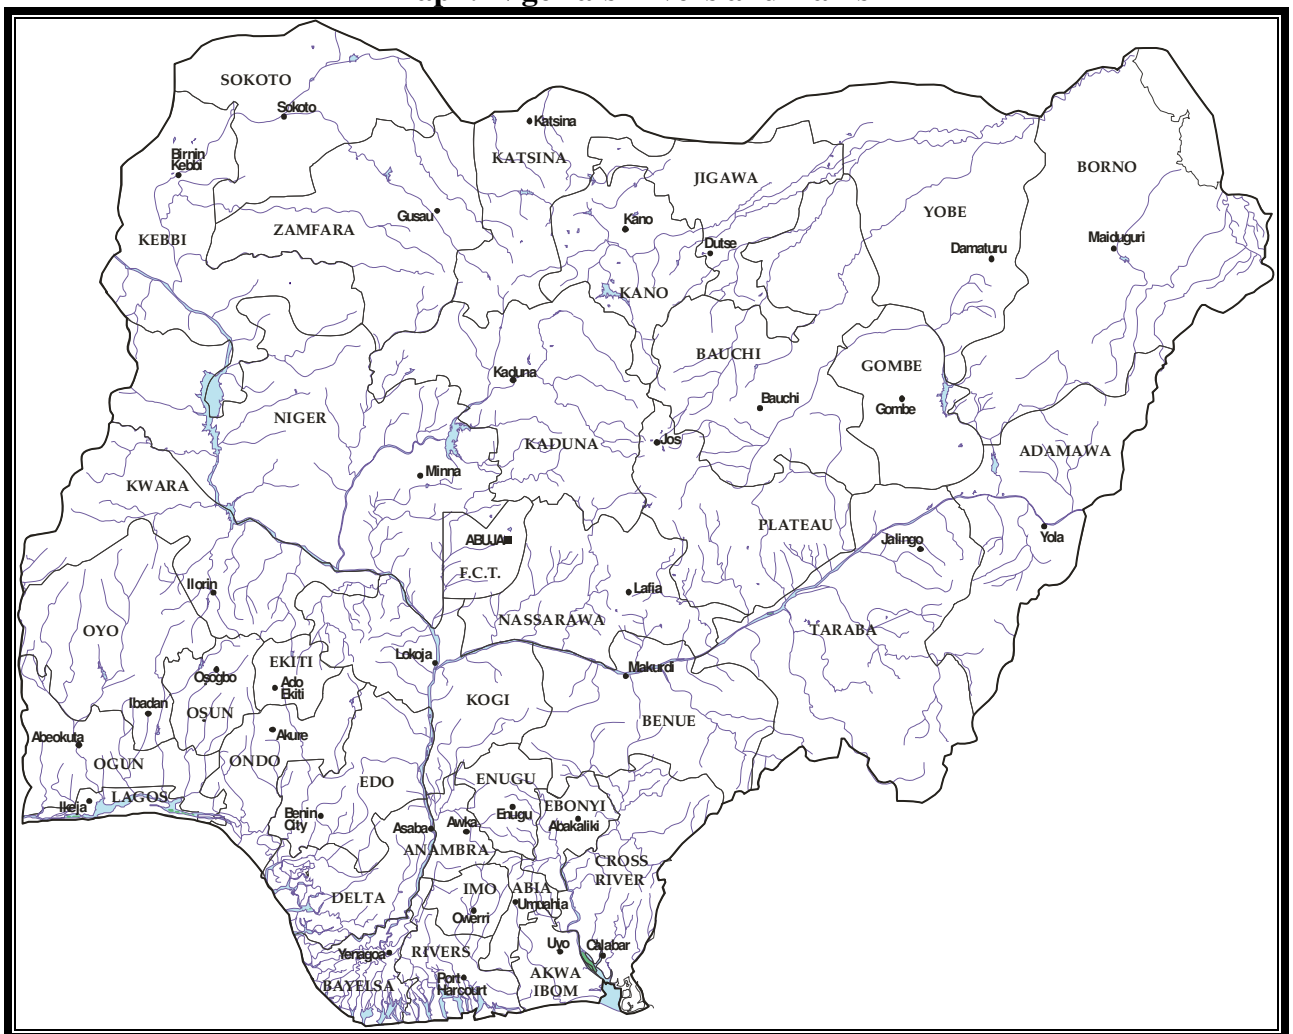 SOKOTO
Sokoto
Katsina
KATSINA
Birnin
Kebbi
JIGAWA
BORNO
Gusau
Kano
YOBE
ZAMFARA
KEBBI
Dutse
Damaturu
Maiduguri
KANO
BAUCHI
GOMBE
Kaduna
Bauchi
Gombe
NIGER
KADUNA
Jos
ADAMAWA
Minna
KWARA
PLATEAU
ABUJA
Jalingo
Yola
F.C.T.
Ilorin
Lafia
NASSARAWA
OYO
TARABA
Lokoja
EKITI
Makurdi
Osogbo
Ado
Ekiti
KOGI
Ibadan
OSUN
BENUE
Abeokuta
Akure
OGUN
ONDO
EDO
ENUGU
LAGOS
Ikeja
EBONYI
Benin
City
Enugu
Abakaliki
Asaba
Awka
ANAMBRA
CROSS
RIVER
DELTA
IMO
ABIA
Umuahia
Owerri
Uyo
Calabar
Yenagoa
RIVERS
Port
Harcourt
AKWA
IBOM
BAYELSA